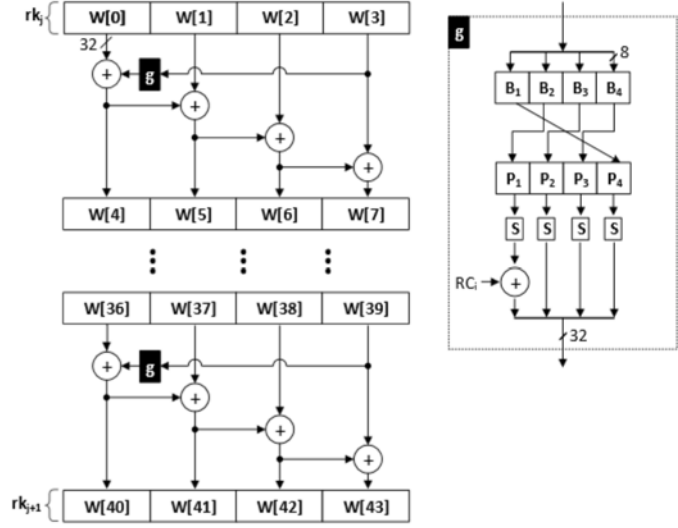 rkj W[0] W[1] W[2] W[3]
32
+ g
+
+
+
W[4] W[5] W[6] W[7]
W[36] W[37] W[38] W[39]
+ g
+
+
+
rkj+1 W[40] W[41] W[42] W[43]
g
8
B1 B2 B3 B4
P1 P2 P3 P4
S S S S
RCi +
32